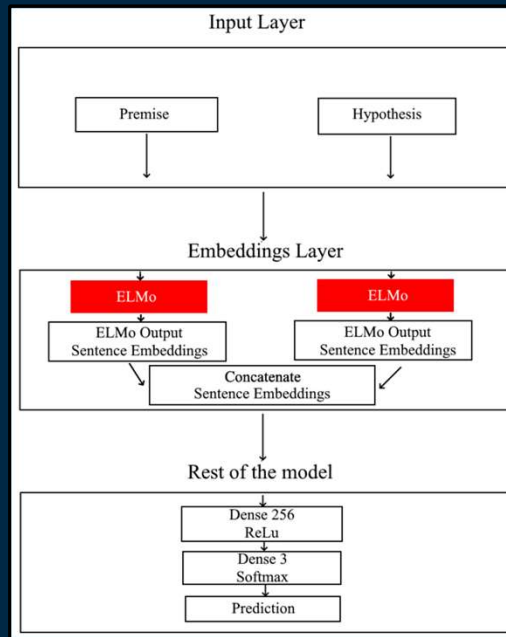 Input Layer
Premise
Hypothesis
Embeddings Layer
ELMo
ELMo
ELMo Output
Sentence Embeddings
ELMo Output
Sentence Embeddings
Concatenate
Sentence Embeddings
Rest of the model
Dense 256
ReLu
Dense 3
Softmax
Prediction